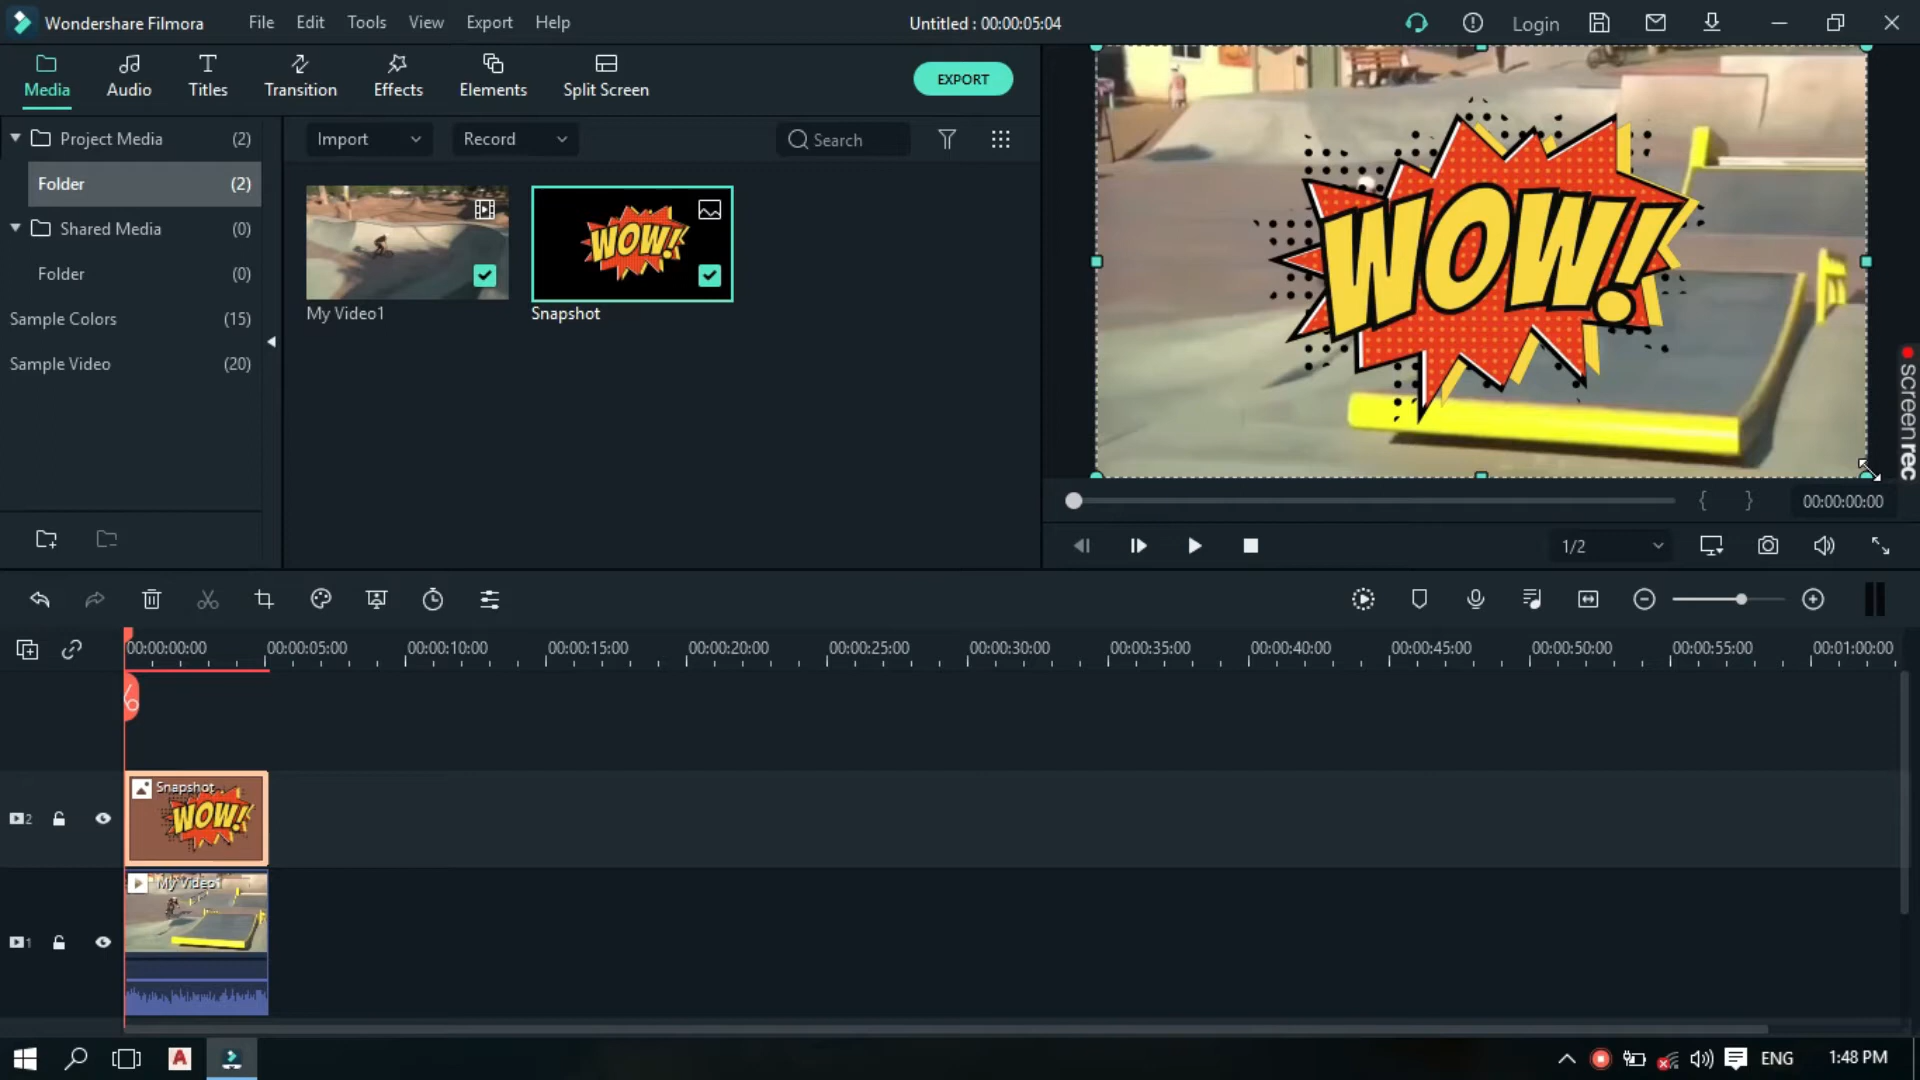 Wondershare Filmora File Edit Tools View Export Help Untitled : 00:00:05:04 Login
Media Audio Titles Transition Effects Elements Split Screen EXPORT
Project Media (2)
Folder (2)
Shared Media (0)
Folder (0)
Sample Colors (15)
Sample Video (20)
Import Record Search
WOW!
My Video1 Snapshot
WOW!
screenrec
00:00:00:00
1/2
00:00:00:00 00:00:05:00 00:00:10:00 00:00:15:00 00:00:20:00 00:00:25:00 00:00:30:00 00:00:35:00 00:00:40:00 00:00:45:00 00:00:50:00 00:00:55:00 00:01:00:00
2 Snapshot
WOW!
My Video1
1
A ENG 1:48 PM